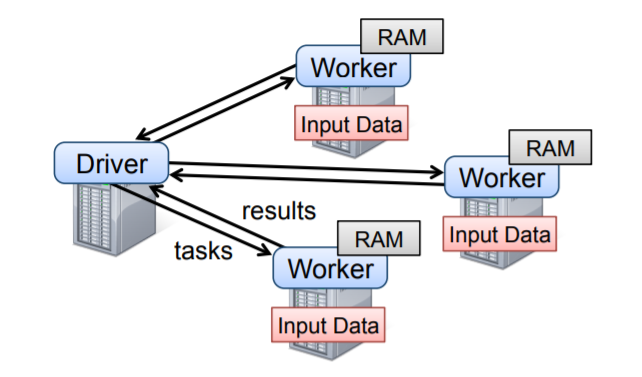 RAM
Worker
Input Data
Driver
RAM
Worker
Input Data
results
tasks
RAM
Worker
Input Data